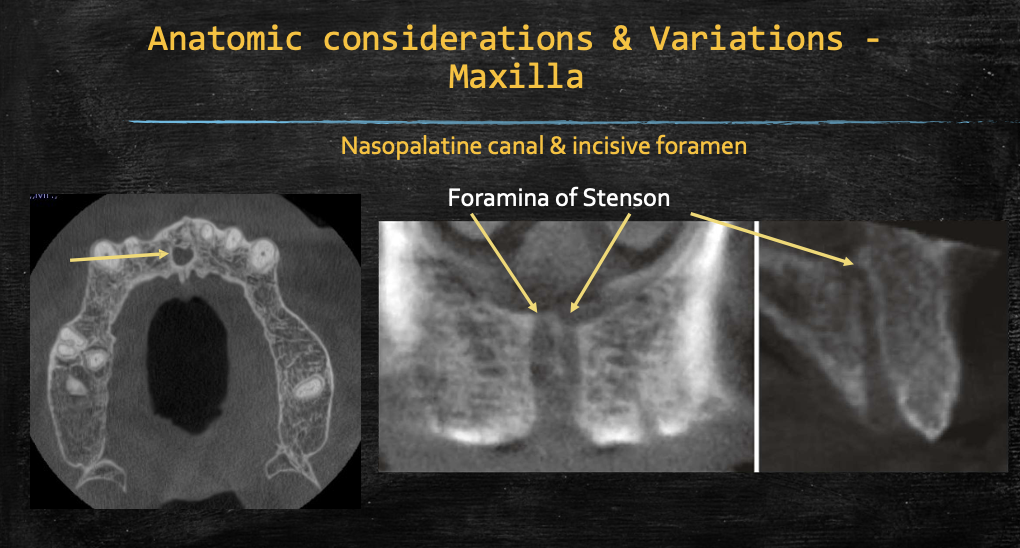 Anatomic considerations & Variations -
Maxilla
Nasopalatine canal & incisive foramen
Foramina of Stenson